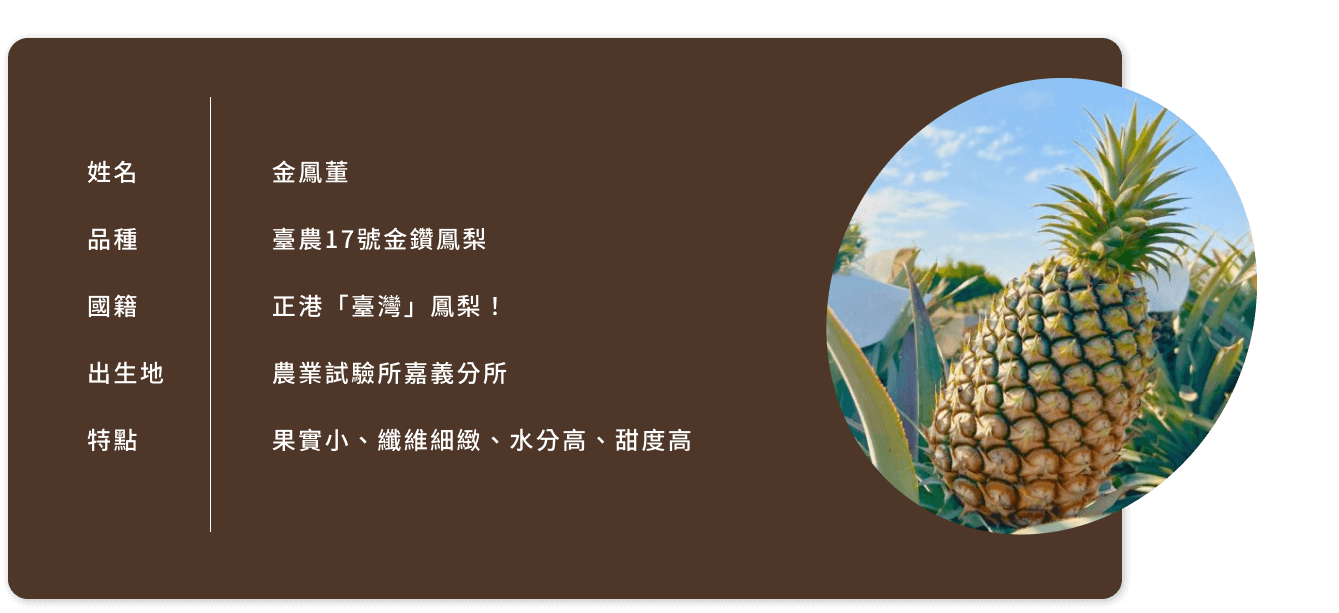 姓名 金鳳董
品種 臺農17號金鑽鳳梨
國籍 正港「臺灣」鳳梨！
出生地 農業試驗所嘉義分所
特點 果實小、纖維細緻、水分高、甜度高